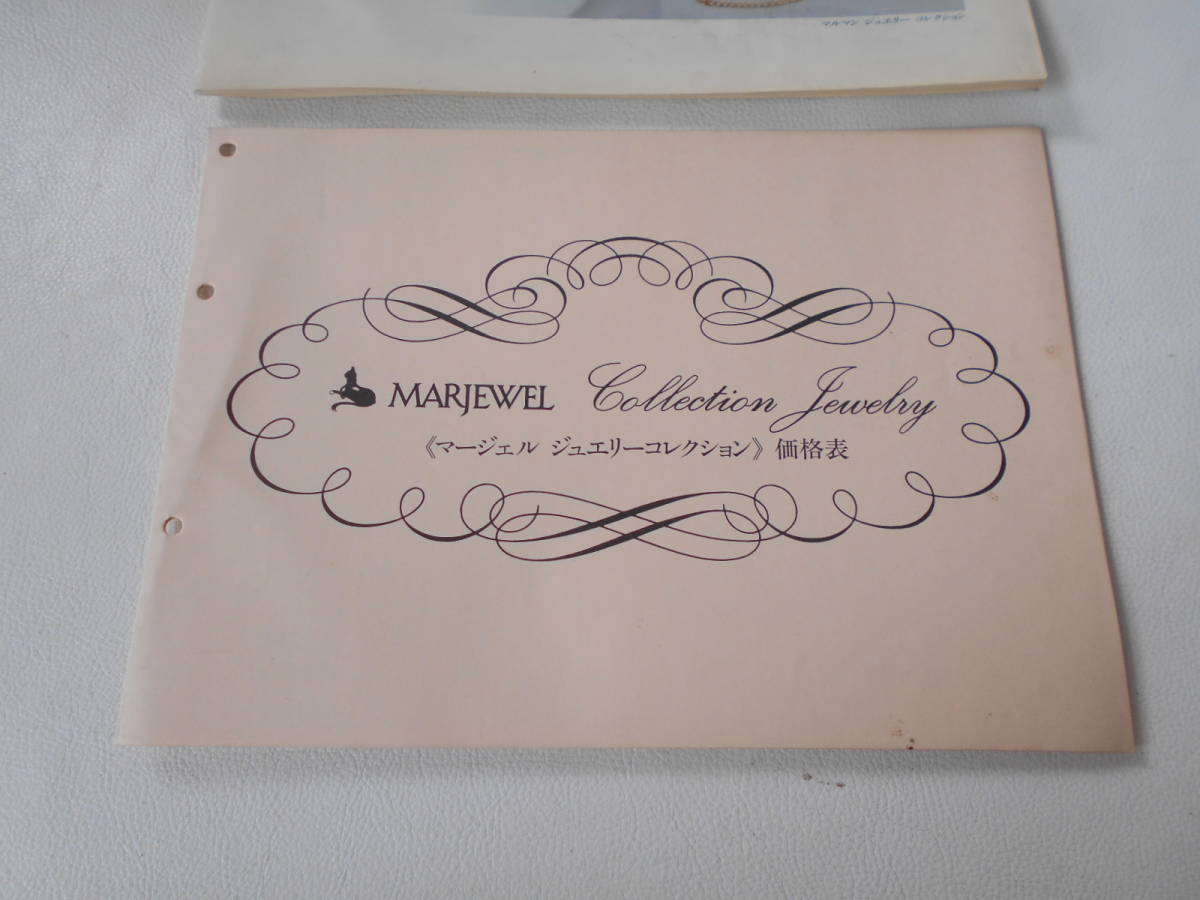 マルマン ジュエリー コレクション
MARJEWEL Collection Jewelry
《マージェル ジュエリーコレクション》価格表